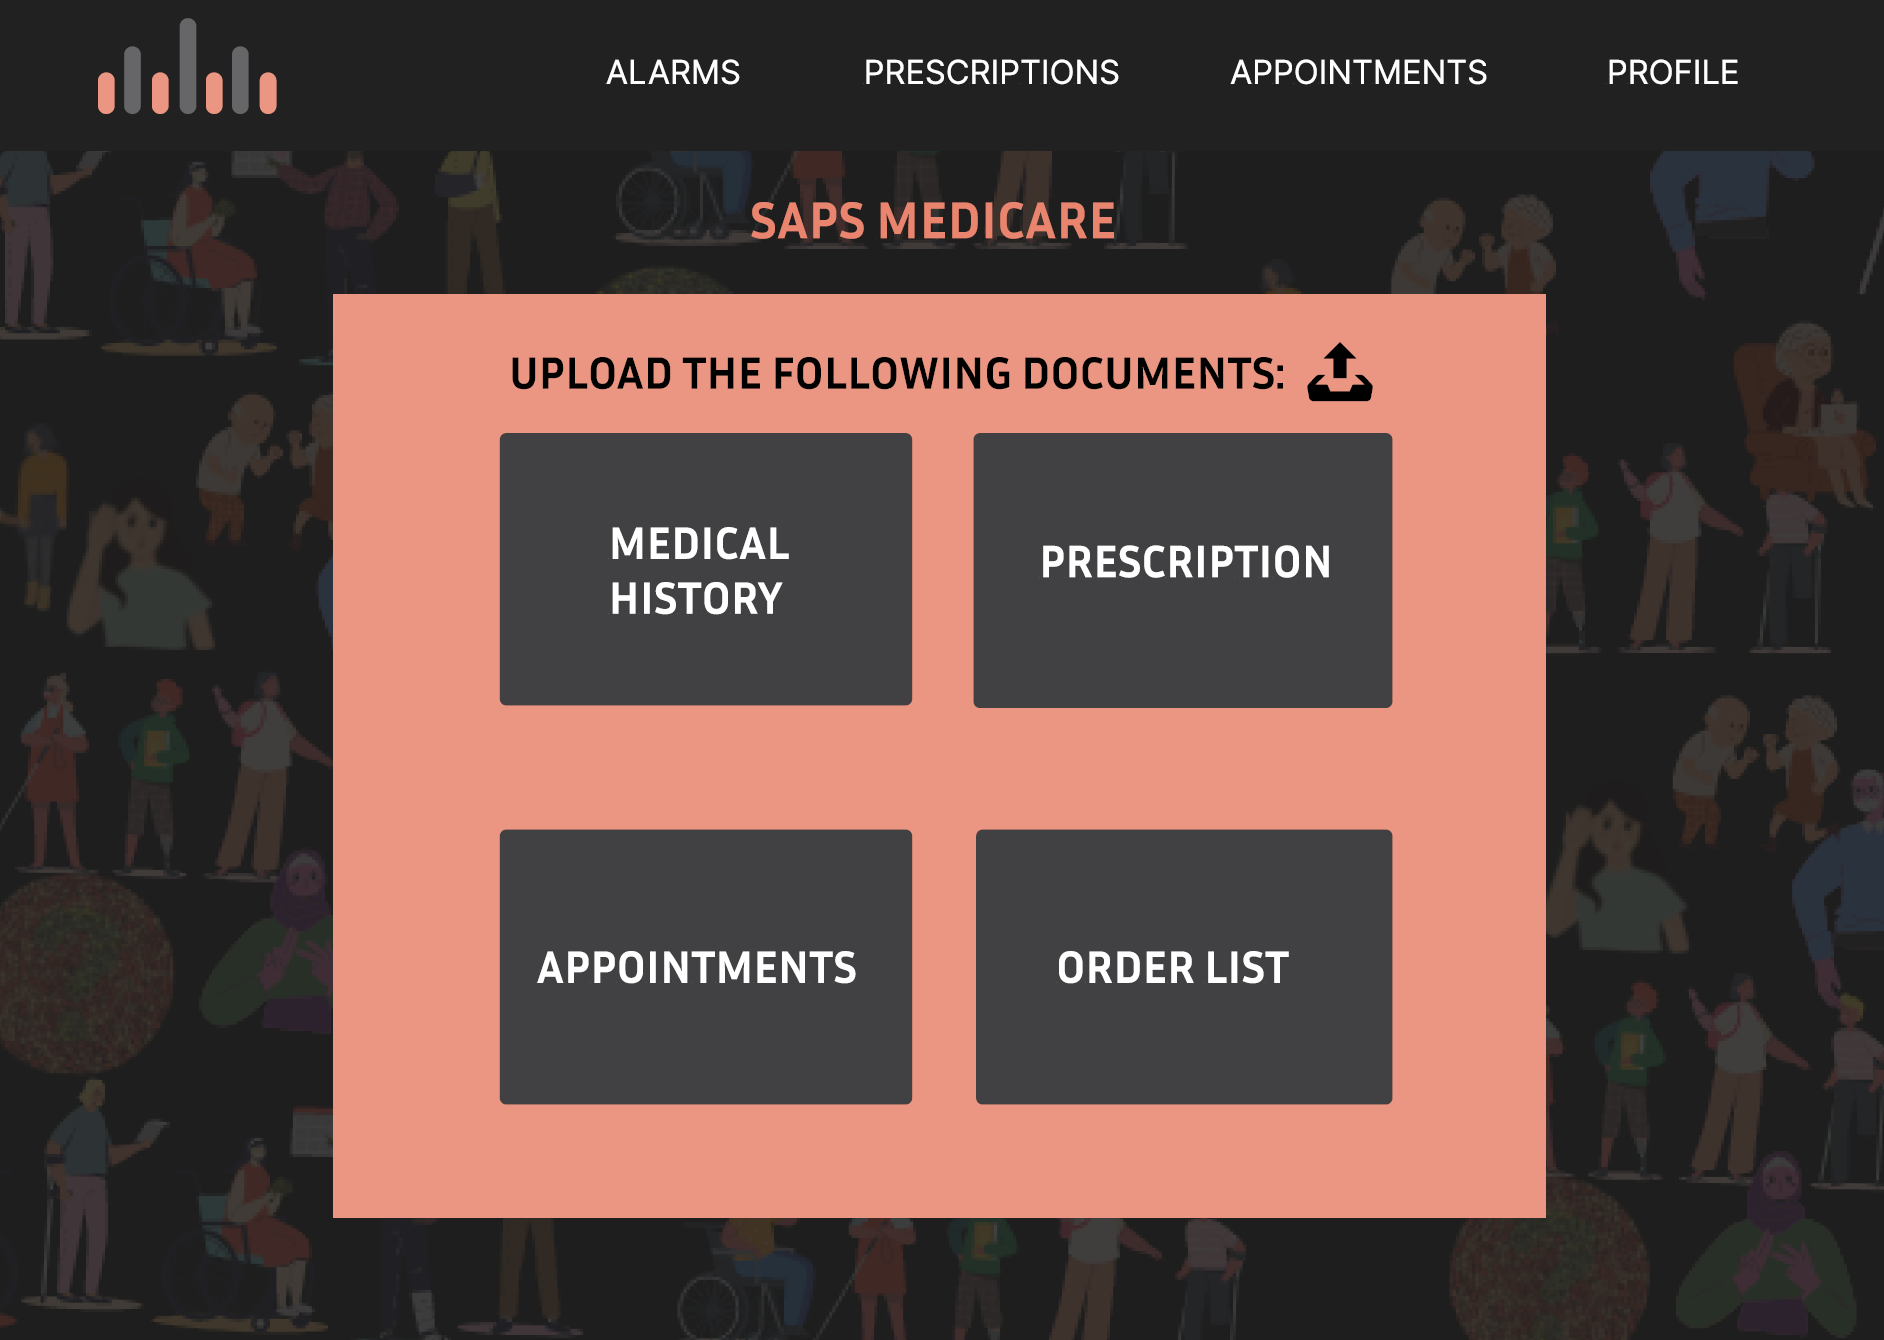 ALARMS PRESCRIPTIONS APPOINTMENTS PROFILE
SAPS MEDICARE
UPLOAD THE FOLLOWING DOCUMENTS:
MEDICAL
HISTORY
PRESCRIPTION
APPOINTMENTS
ORDER LIST